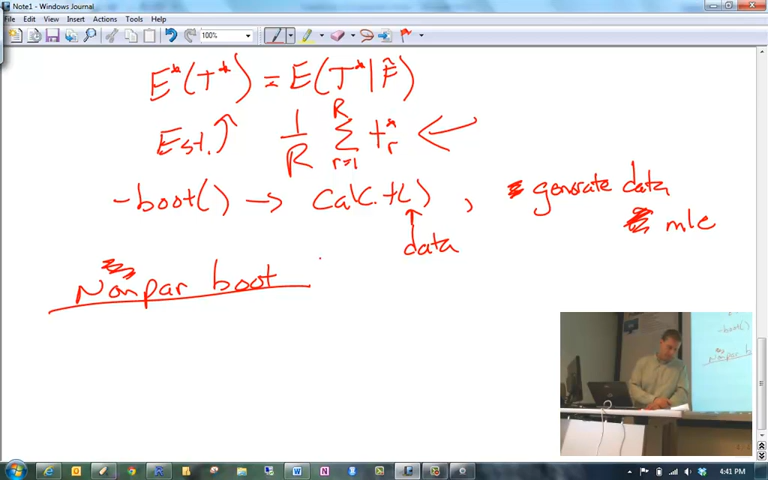 Note1 - Windows Journal
File Edit View Insert Actions Tools Help
100%
E*(T*) = E(T*|F̂)
Est. 1/R Σ_{r=1}^{R} t*_r
-boot() → calc.t() , generate data
data mle
Nonpar boot
4:41 PM